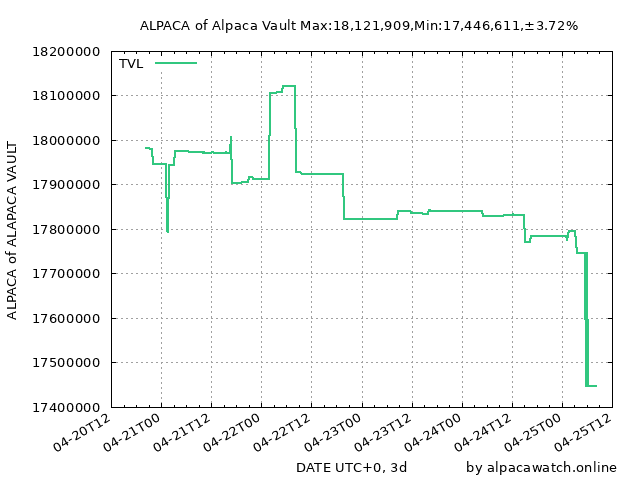 ALPACA of Alpaca Vault Max:18,121,909,Min:17,446,611,±3.72%
TVL
18200000
18100000
18000000
17900000
17800000
17700000
17600000
17500000
17400000
ALPACA of ALAPACA VAULT
04-20T12
04-21T00
04-21T12
04-22T00
04-22T12
04-23T00
04-23T12
04-24T00
04-24T12
04-25T00
04-25T12
DATE UTC+0, 3d
by alpacawatch.online